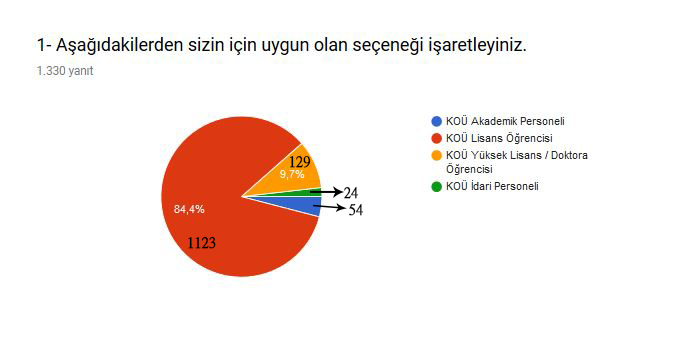 1- Aşağıdakilerden sizin için uygun olan seçeneği işaretleyiniz.
1.330 yanıt
KOÜ Akademik Personeli
KOÜ Lisans Öğrencisi
KOÜ Yüksek Lisans / Doktora
Öğrencisi
KOÜ İdari Personeli
129
9,7%
24
54
84,4%
1123